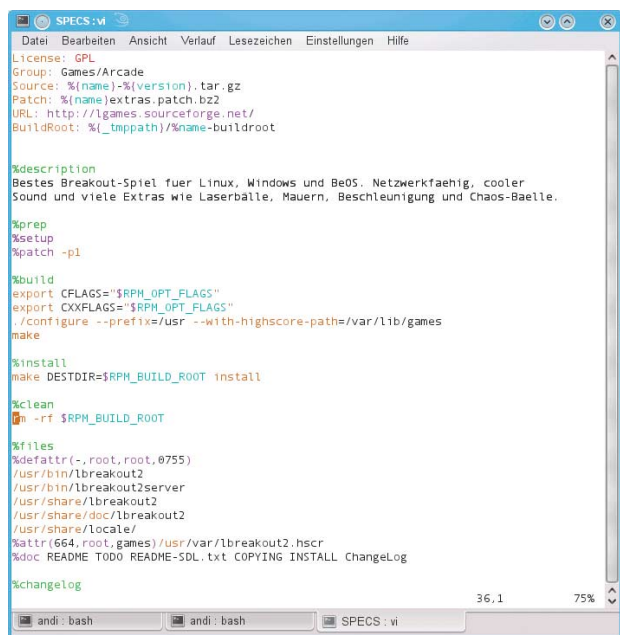 SPECS : vi
Datei Bearbeiten Ansicht Verlauf Lesezeichen Einstellungen Hilfe
License: GPL
Group: Games/Arcade
Source: %{name}-%{version}.tar.gz
Patch: %{name}extras.patch.bz2
URL: http://lgames.sourceforge.net/
BuildRoot: %{_tmppath}/%name-buildroot
%description
Bestes Breakout-Spiel fuer Linux, Windows und BeOS. Netzwerkfaehig, cooler
Sound und viele Extras wie Laserbälle, Mauern, Beschleunigung und Chaos-Baelle.
%prep
%setup
%patch -p1
%build
export CFLAGS="$RPM_OPT_FLAGS"
export CXXFLAGS="$RPM_OPT_FLAGS"
./configure --prefix=/usr --with-highscore-path=/var/lib/games
make
%install
make DESTDIR=$RPM_BUILD_ROOT install
%clean
rm -rf $RPM_BUILD_ROOT
%files
%defattr(-,root,root,0755)
/usr/bin/lbreakout2
/usr/bin/lbreakout2server
/usr/share/lbreakout2
/usr/share/doc/lbreakout2
/usr/share/locale/
%attr(664,root,games)/usr/var/lbreakout2.hscr
%doc README TODO README-SDL.txt COPYING INSTALL ChangeLog
%changelog
36,1 75%
andi : bash andi : bash SPECS : vi